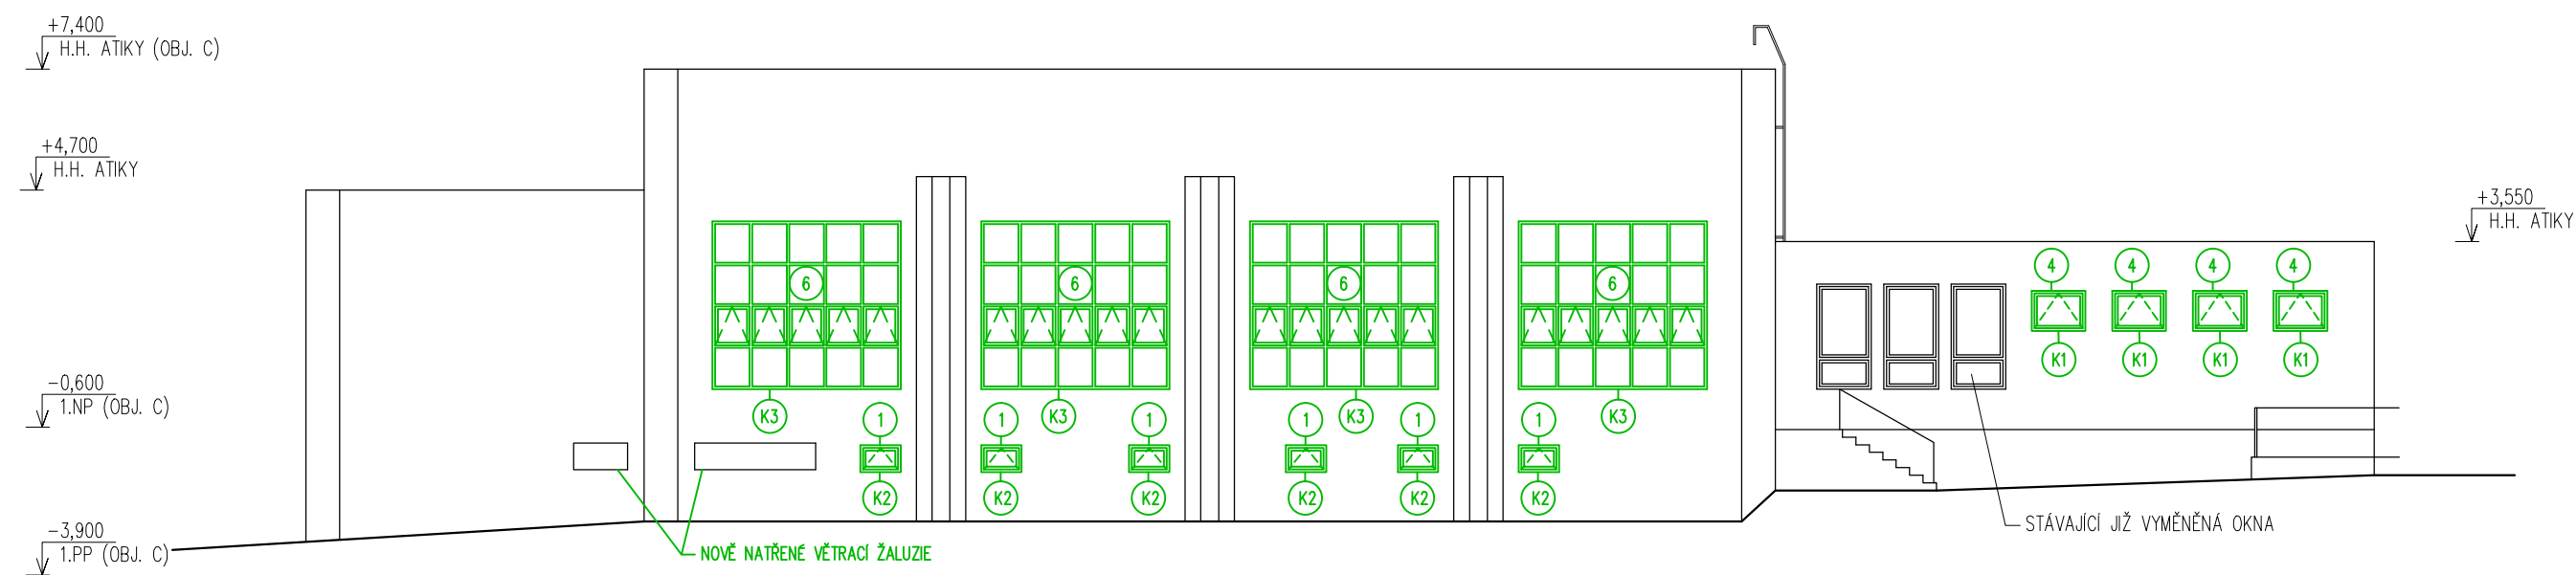 +7,400
H.H. ATIKY (OBJ. C)
+4,700
H.H. ATIKY
+3,550
H.H. ATIKY
4 4 4 4
6 6 6 6
K1 K1 K1 K1
-0,600
1.NP (OBJ. C)
K3 K3 K3 K3
1 1 1 1 1 1
K2 K2 K2 K2 K2 K2
STÁVAJÍCÍ JIŽ VYMĚNĚNÁ OKNA
-3,900
1.PP (OBJ. C)
NOVĚ NATŘENÉ VĚTRACÍ ŽALUZIE